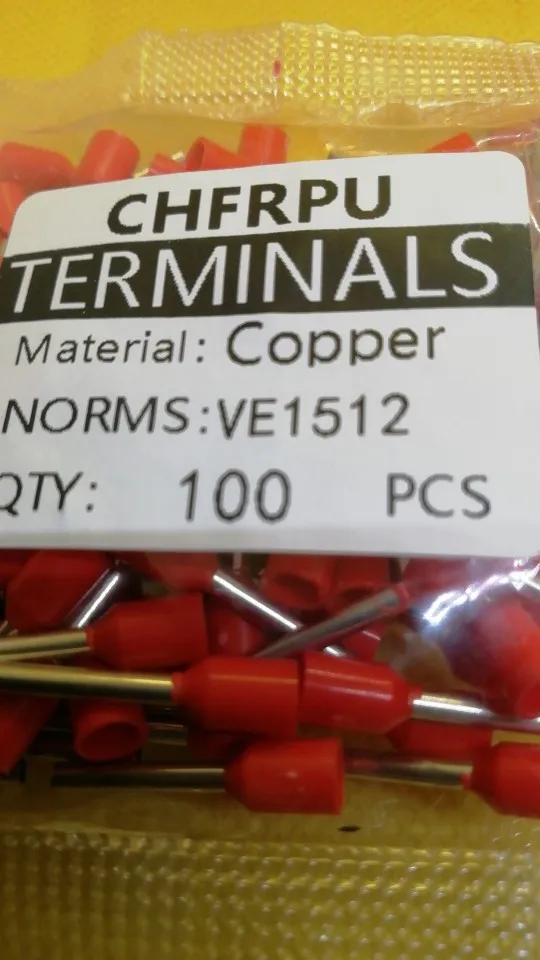 CHFRPU
TERMINALS
Material: Copper
NORMS:VE1512
QTY: 100 PCS